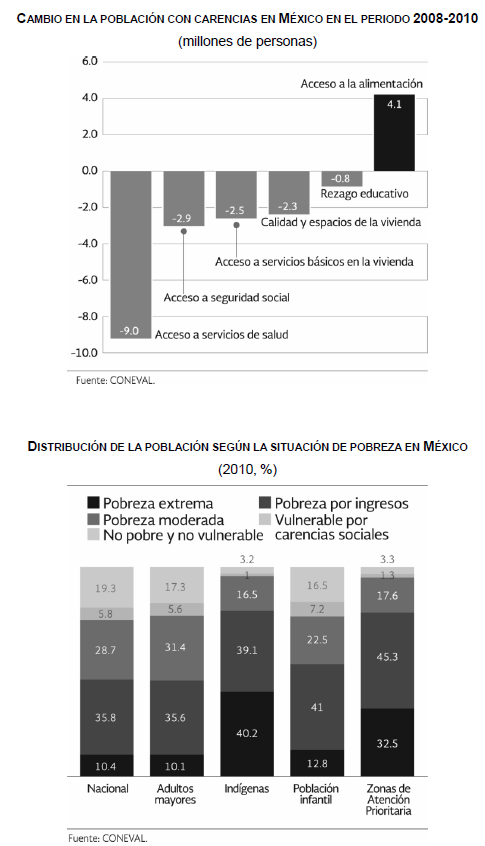 CAMBIO EN LA POBLACIÓN CON CARENCIAS EN MÉXICO EN EL PERIODO 2008-2010
(millones de personas)
6.0
Acceso a la alimentación
4.0
4.1
2.0
0.0
-0.8
Rezago educativo
-2.0
-2.9
-2.5
-2.3
Calidad y espacios de la vivienda
-4.0
Acceso a servicios básicos en la vivienda
-6.0
Acceso a seguridad social
-8.0
-9.0
Acceso a servicios de salud
-10.0
Fuente: CONEVAL.
DISTRIBUCIÓN DE LA POBLACIÓN SEGÚN LA SITUACIÓN DE POBREZA EN MÉXICO
(2010, %)
Pobreza extrema
Pobreza por ingresos
Pobreza moderada
Vulnerable por
carencias sociales
No pobre y no vulnerable
19.3 17.3 3.2 16.5 3.3
5.8 5.6 1 7.2 1.3
28.7 31.4 16.5 22.5 17.6
35.8 35.6 39.1 41 45.3
10.4 10.1 40.2 12.8 32.5
Nacional Adultos Indígenas Población Zonas de
mayores infantil Atención
Prioritaria
Fuente: CONEVAL.